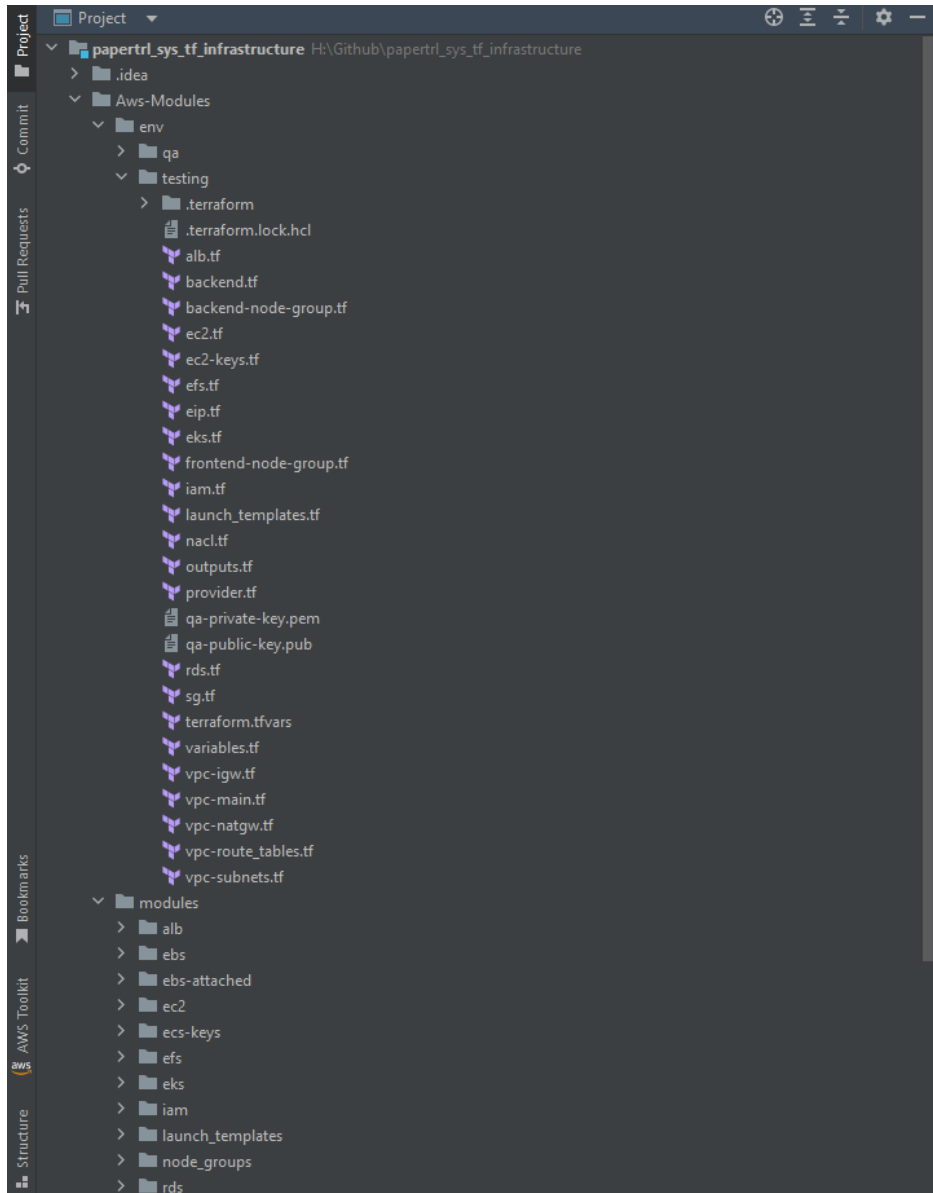 Project
papertrl_sys_tf_infrastructure H:\Github\papertrl_sys_tf_infrastructure
.idea
Aws-Modules
env
qa
testing
.terraform
.terraform.lock.hcl
alb.tf
backend.tf
backend-node-group.tf
ec2.tf
ec2-keys.tf
efs.tf
eip.tf
eks.tf
frontend-node-group.tf
iam.tf
launch_templates.tf
nacl.tf
outputs.tf
provider.tf
qa-private-key.pem
qa-public-key.pub
rds.tf
sg.tf
terraform.tfvars
variables.tf
vpc-igw.tf
vpc-main.tf
vpc-natgw.tf
vpc-route_tables.tf
vpc-subnets.tf
modules
alb
ebs
ebs-attached
ec2
ecs-keys
efs
eks
iam
launch_templates
node_groups
rds
Project
Commit
Pull Requests
Bookmarks
AWS Toolkit
aws
Structure